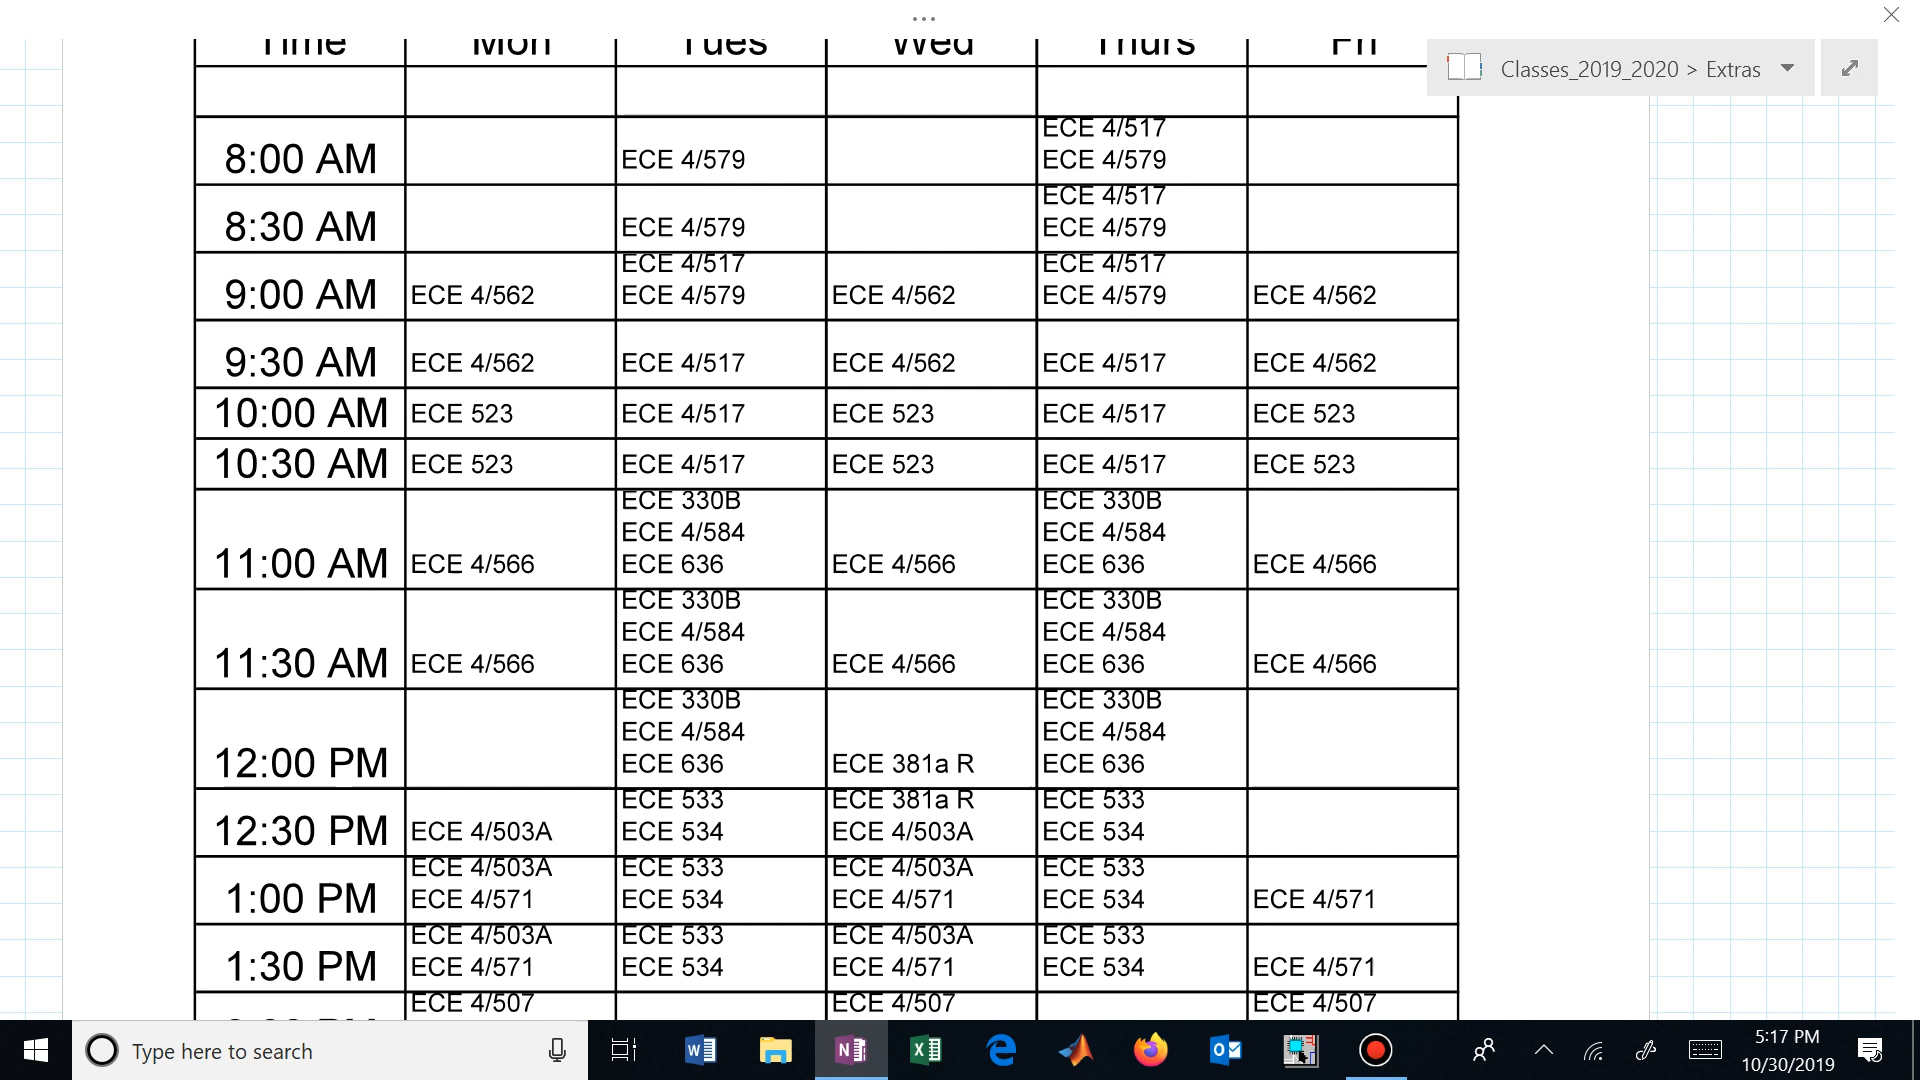 Time Mon Tues Wed Thurs Fri
Classes_2019_2020 > Extras
ECE 4/517
8:00 AM ECE 4/579 ECE 4/579
ECE 4/517
8:30 AM ECE 4/579 ECE 4/579
ECE 4/517 ECE 4/517
9:00 AM ECE 4/562 ECE 4/579 ECE 4/562 ECE 4/579 ECE 4/562
9:30 AM ECE 4/562 ECE 4/517 ECE 4/562 ECE 4/517 ECE 4/562
10:00 AM ECE 523 ECE 4/517 ECE 523 ECE 4/517 ECE 523
10:30 AM ECE 523 ECE 4/517 ECE 523 ECE 4/517 ECE 523
ECE 330B ECE 330B
ECE 4/584 ECE 4/584
11:00 AM ECE 4/566 ECE 636 ECE 4/566 ECE 636 ECE 4/566
ECE 330B ECE 330B
ECE 4/584 ECE 4/584
11:30 AM ECE 4/566 ECE 636 ECE 4/566 ECE 636 ECE 4/566
ECE 330B ECE 330B
ECE 4/584 ECE 4/584
12:00 PM ECE 636 ECE 381a R ECE 636
ECE 533 ECE 381a R ECE 533
12:30 PM ECE 4/503A ECE 534 ECE 4/503A ECE 534
ECE 4/503A ECE 533 ECE 4/503A ECE 533
1:00 PM ECE 4/571 ECE 534 ECE 4/571 ECE 534 ECE 4/571
ECE 4/503A ECE 533 ECE 4/503A ECE 533
1:30 PM ECE 4/571 ECE 534 ECE 4/571 ECE 534 ECE 4/571
ECE 4/507 ECE 4/507 ECE 4/507
Type here to search
5:17 PM
10/30/2019